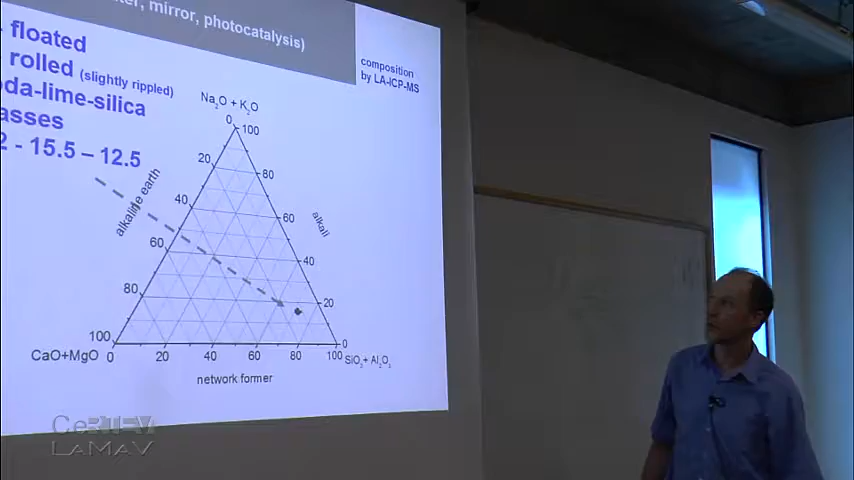 mirror, photocatalysis)
floated
rolled (slightly rippled)
da-lime-silica
asses
2 - 15.5 – 12.5
composition
by LA-ICP-MS
Na2O + K2O
0 100
20 80
40 60
60 40
80 20
100 0
alkaline earth
alkali
CaO+MgO
0 20 40 60 80 100
SiO2+ Al2O3
network former
CeRTEV
LaMaV